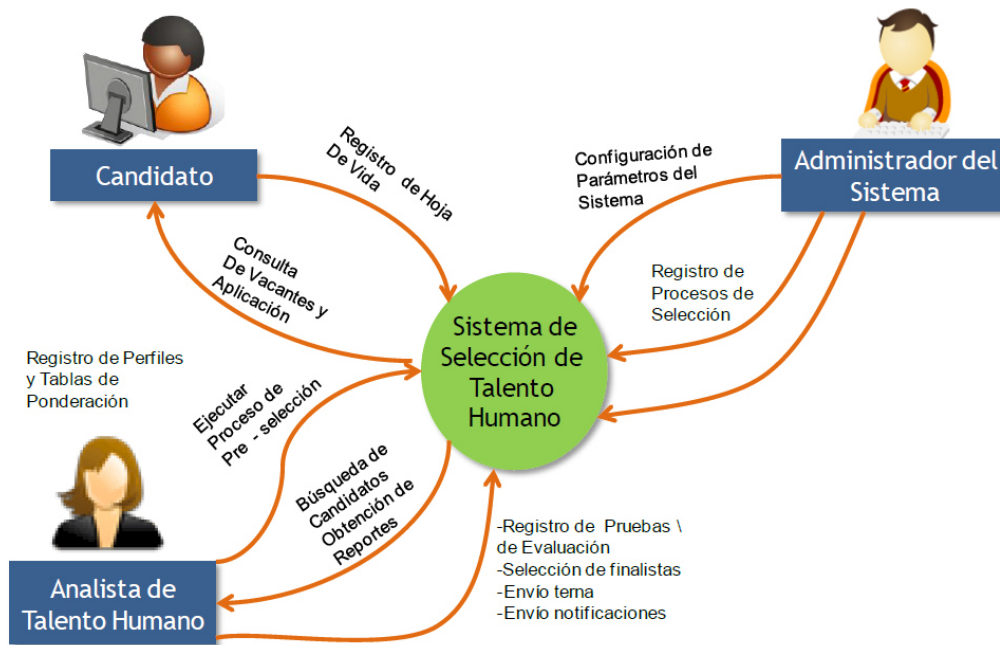 Candidato
Administrador del
Sistema
Registro de Hoja
De Vida
Configuración de
Parámetros del
Sistema
Consulta
De Vacantes y
Aplicación
Registro de
Procesos de
Selección
Sistema de
Selección de
Talento
Humano
Registro de Perfiles
y Tablas de
Ponderación
Ejecutar
Proceso de
Pre - selección
Búsqueda de
Candidatos
Obtención de
Reportes
-Registro de Pruebas \
de Evaluación
-Selección de finalistas
-Envío terna
-Envío notificaciones
Analista de
Talento Humano